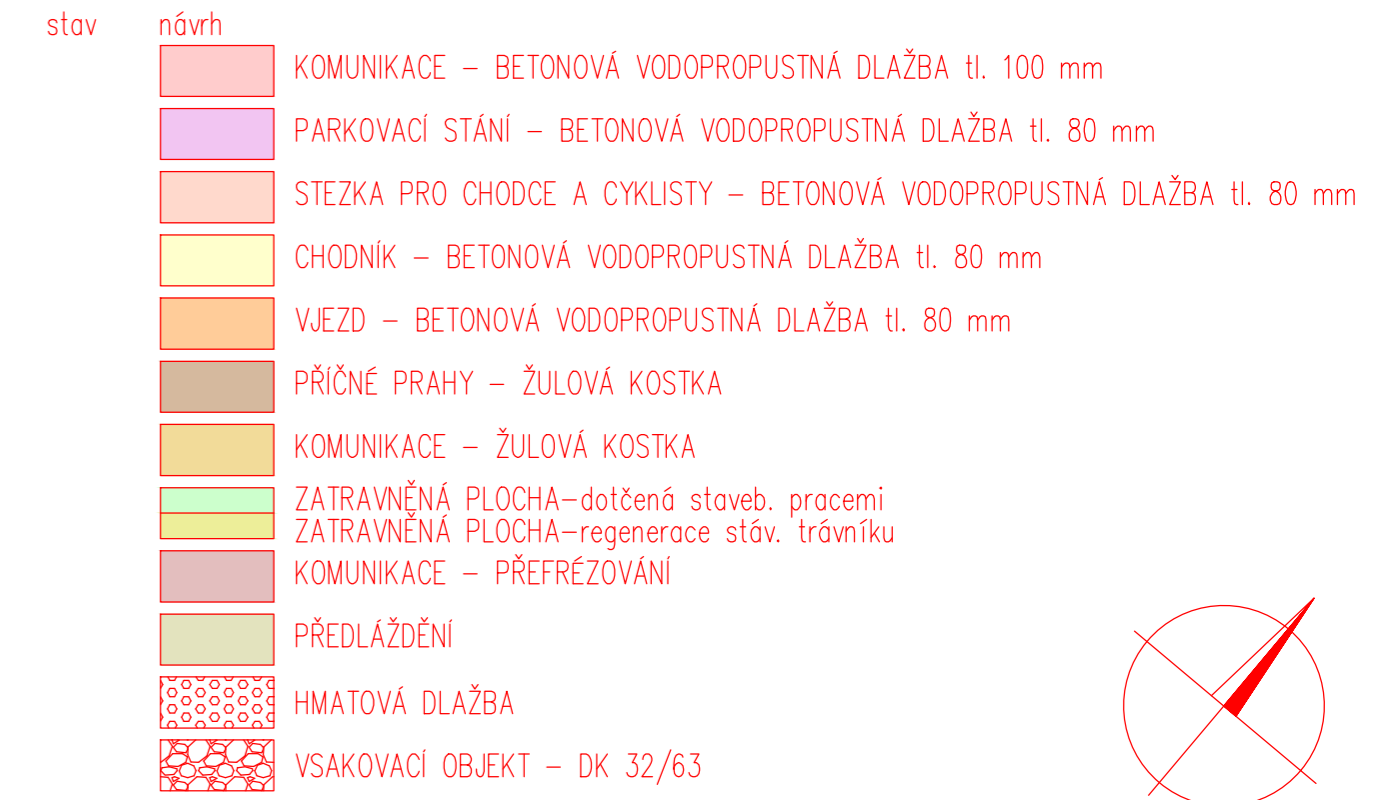 stav návrh
KOMUNIKACE – BETONOVÁ VODOPROPUSTNÁ DLAŽBA tl. 100 mm
PARKOVACÍ STÁNÍ – BETONOVÁ VODOPROPUSTNÁ DLAŽBA tl. 80 mm
STEZKA PRO CHODCE A CYKLISTY – BETONOVÁ VODOPROPUSTNÁ DLAŽBA tl. 80 mm
CHODNÍK – BETONOVÁ VODOPROPUSTNÁ DLAŽBA tl. 80 mm
VJEZD – BETONOVÁ VODOPROPUSTNÁ DLAŽBA tl. 80 mm
PŘÍČNÉ PRAHY – ŽULOVÁ KOSTKA
KOMUNIKACE – ŽULOVÁ KOSTKA
ZATRAVNĚNÁ PLOCHA–dotčená staveb. pracemi
ZATRAVNĚNÁ PLOCHA–regenerace stáv. trávníku
KOMUNIKACE – PŘEFRÉZOVÁNÍ
PŘEDLÁŽDĚNÍ
HMATOVÁ DLAŽBA
VSAKOVACÍ OBJEKT – DK 32/63